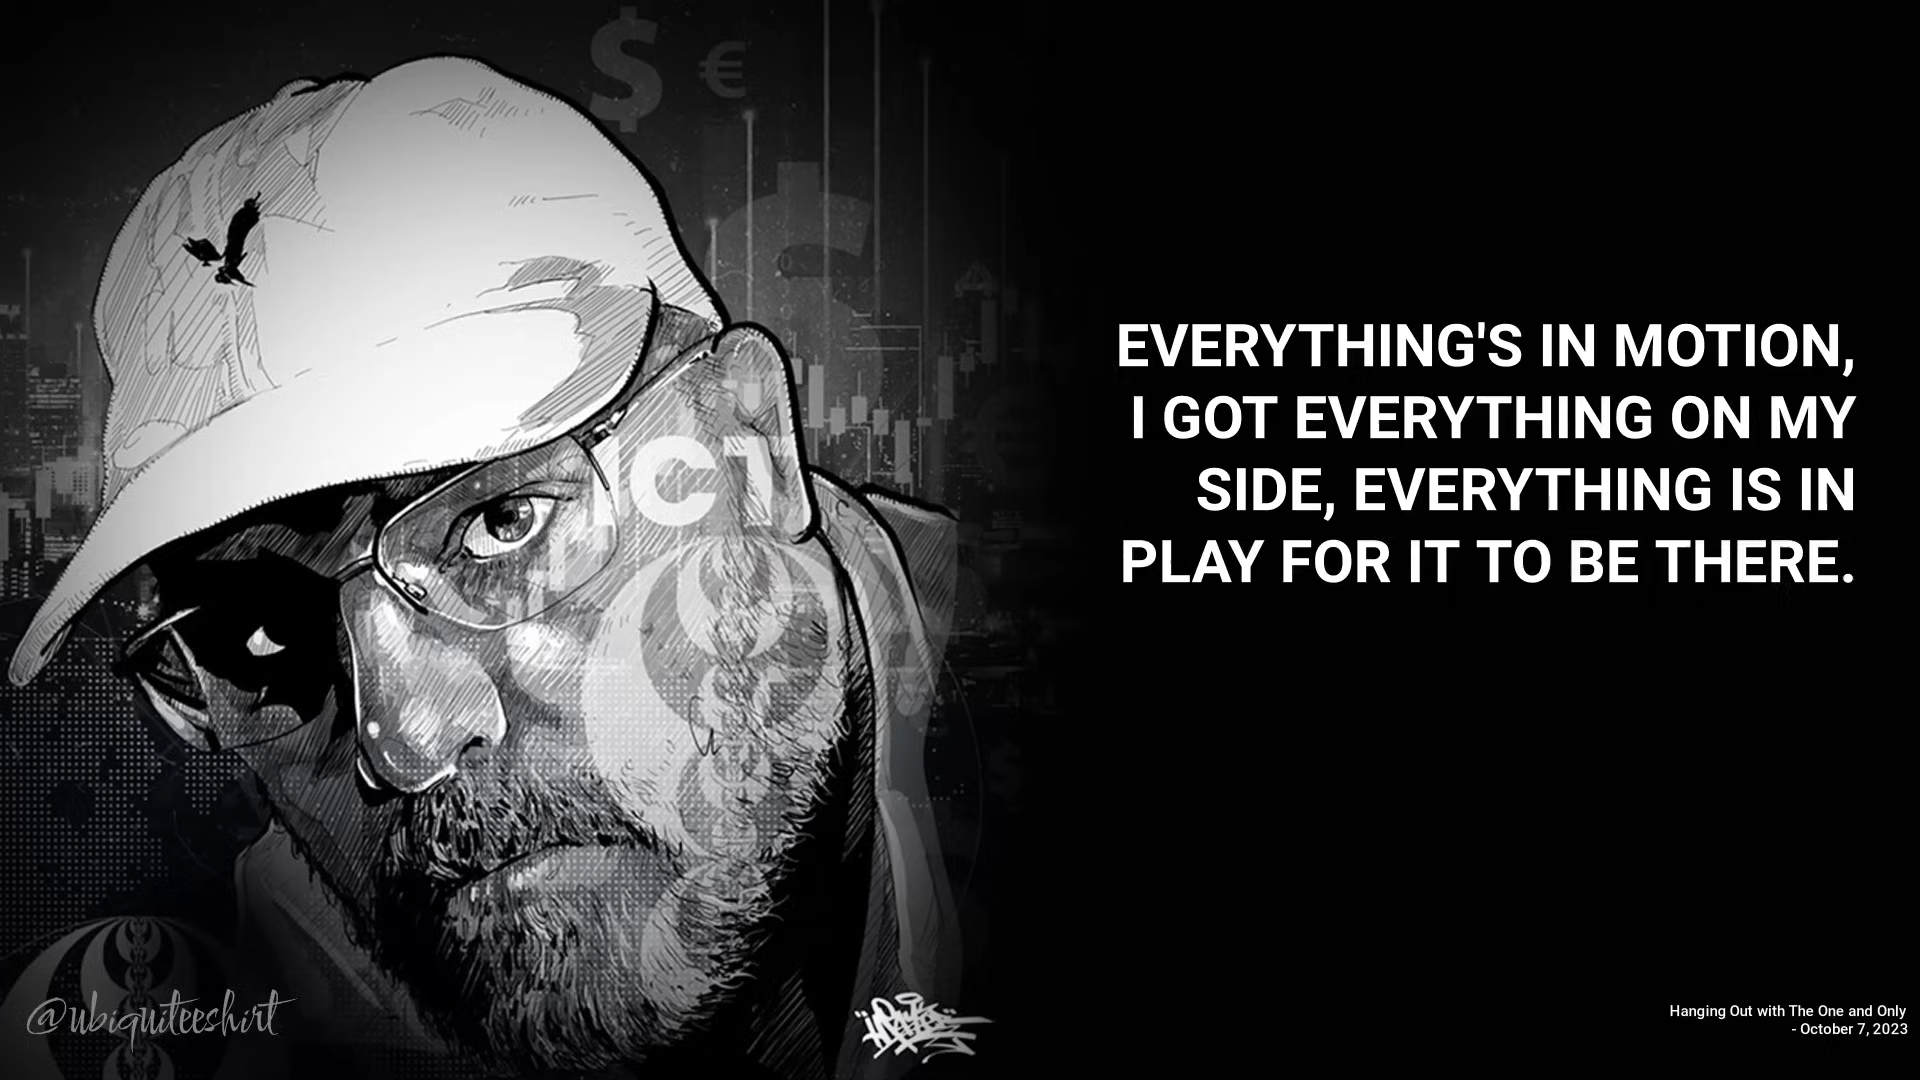 $ €
ICT
EVERYTHING'S IN MOTION,
I GOT EVERYTHING ON MY
SIDE, EVERYTHING IS IN
PLAY FOR IT TO BE THERE.
@ubiquiteeshirt
Hanging Out with The One and Only
- October 7, 2023